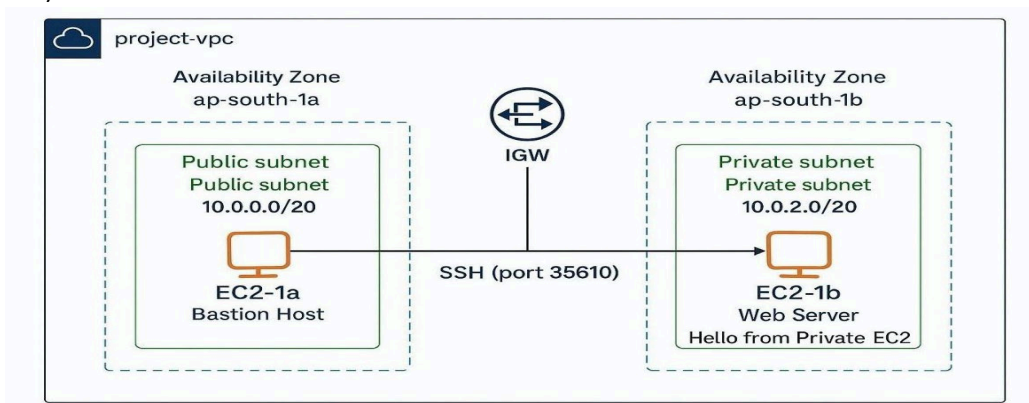 project-vpc
Availability Zone
ap-south-1a
Public subnet
Public subnet
10.0.0.0/20
EC2-1a
Bastion Host
IGW
SSH (port 35610)
Availability Zone
ap-south-1b
Private subnet
Private subnet
10.0.2.0/20
EC2-1b
Web Server
Hello from Private EC2